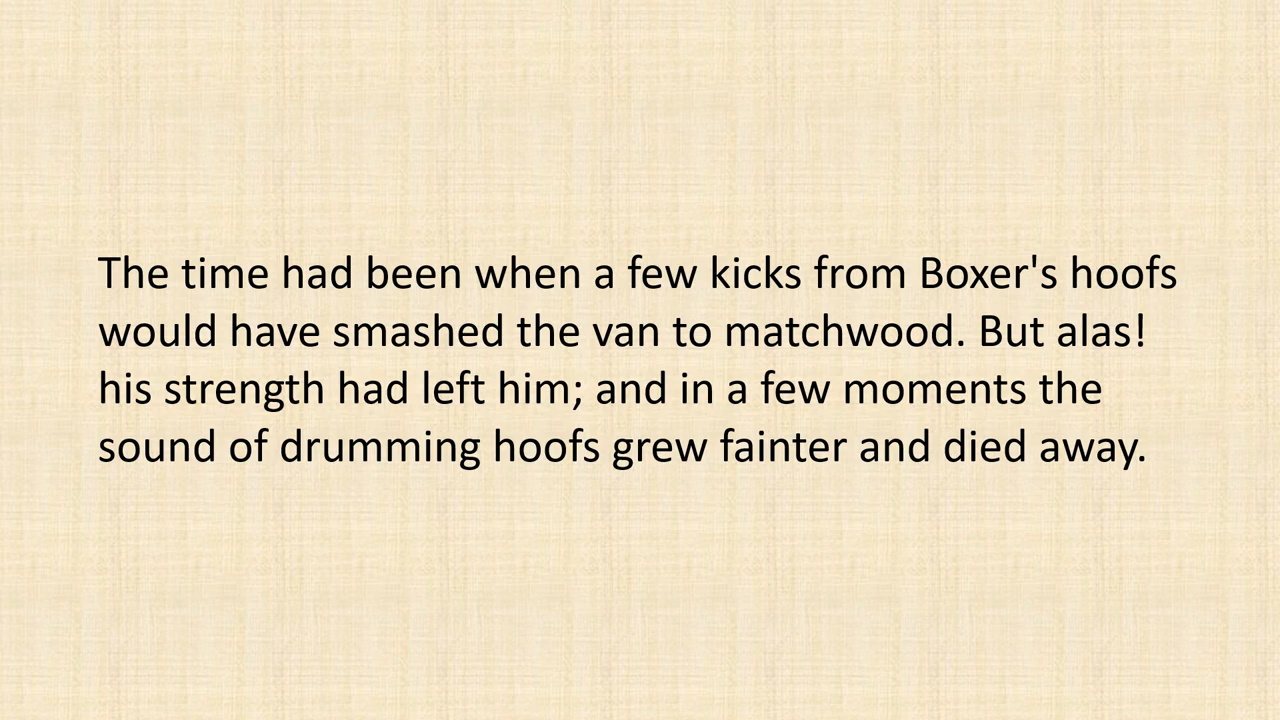 The time had been when a few kicks from Boxer's hoofs
would have smashed the van to matchwood. But alas!
his strength had left him; and in a few moments the
sound of drumming hoofs grew fainter and died away.